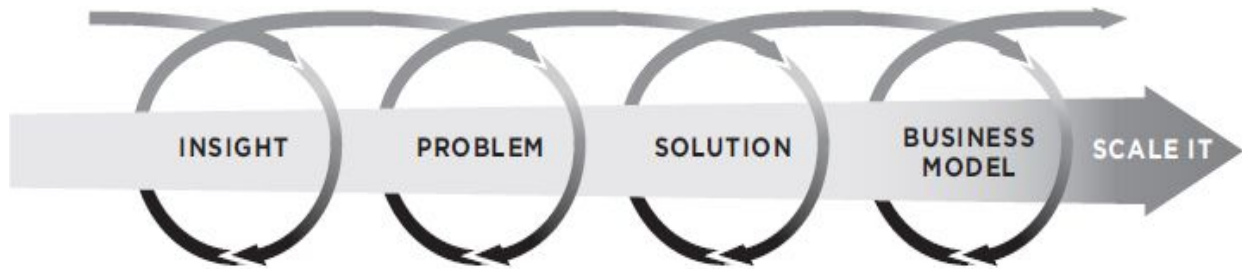 INSIGHT
PROBLEM
SOLUTION
BUSINESS
MODEL
SCALE IT